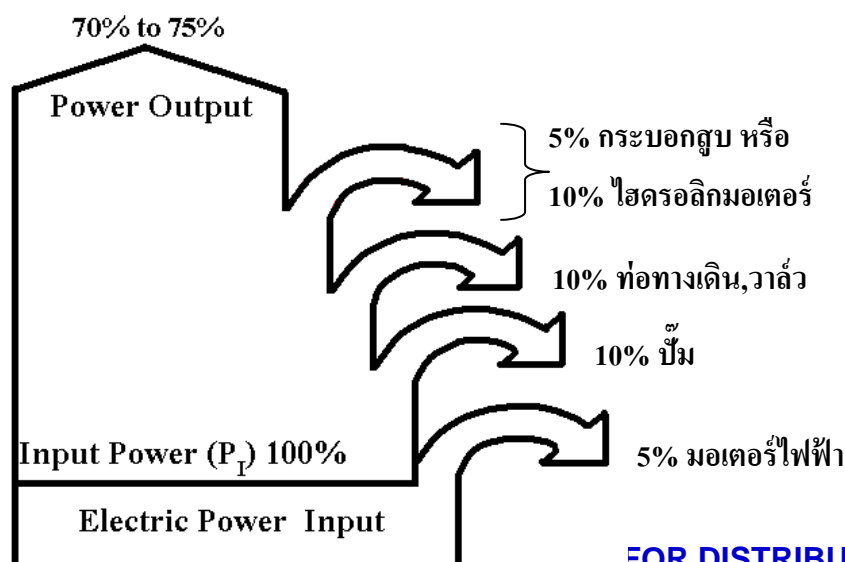 70% to 75%
Power Output
5% กระบอกสูบ หรือ
10% ไฮดรอลิกมอเตอร์
10% ท่อทางเดิน,วาล์ว
10% ปั๊ม
Input Power (P_I) 100%
5% มอเตอร์ไฟฟ้า
Electric Power Input
FOR DISTRIBU